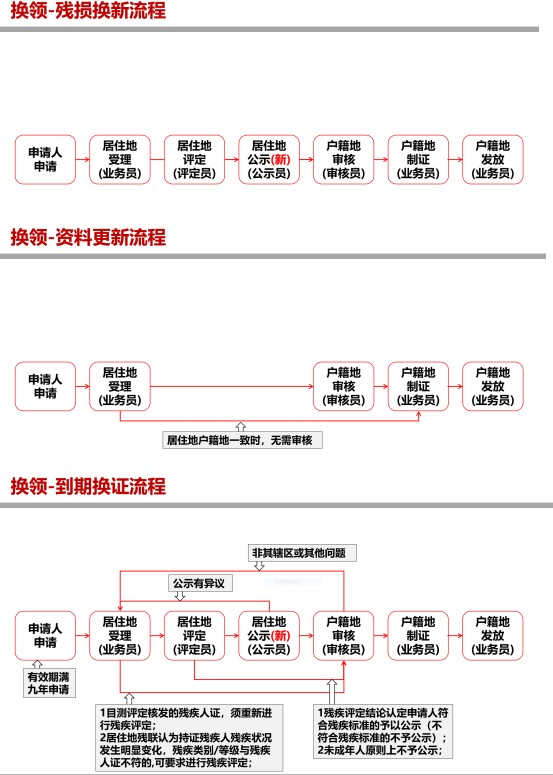 换领-残损换新流程
申请人
申请
居住地
受理
(业务员)
居住地
评定
(评定员)
居住地
公示(新)
(公示员)
户籍地
审核
(审核员)
户籍地
制证
(业务员)
户籍地
发放
(业务员)
换领-资料更新流程
申请人
申请
居住地
受理
(业务员)
户籍地
审核
(审核员)
户籍地
制证
(业务员)
户籍地
发放
(业务员)
居住地户籍地一致时，无需审核
换领-到期换证流程
非其辖区或其他问题
公示有异议
申请人
申请
居住地
受理
(业务员)
居住地
评定
(评定员)
居住地
公示(新)
(公示员)
户籍地
审核
(审核员)
户籍地
制证
(业务员)
户籍地
发放
(业务员)
有效期满
九年申请
1目测评定核发的残疾人证，须重新进
行残疾评定；
2居住地残联认为持证残疾人残疾状况
发生明显变化，残疾类别/等级与残疾
人证不符的,可要求进行残疾评定；
1残疾评定结论认定申请人符
合残疾标准的予以公示（不
符合残疾标准的不予公示）；
2未成年人原则上不予公示；